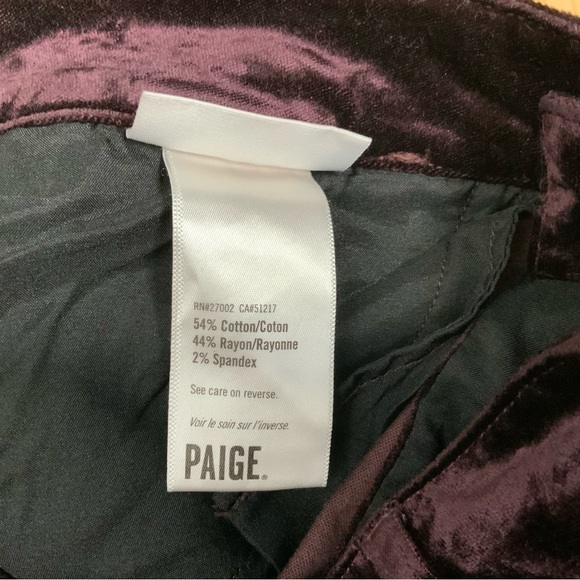 RN#27002 CA#51217
54% Cotton/Coton
44% Rayon/Rayonne
2% Spandex
See care on reverse.
Voir le soin sur l'inverse.
PAIGE®